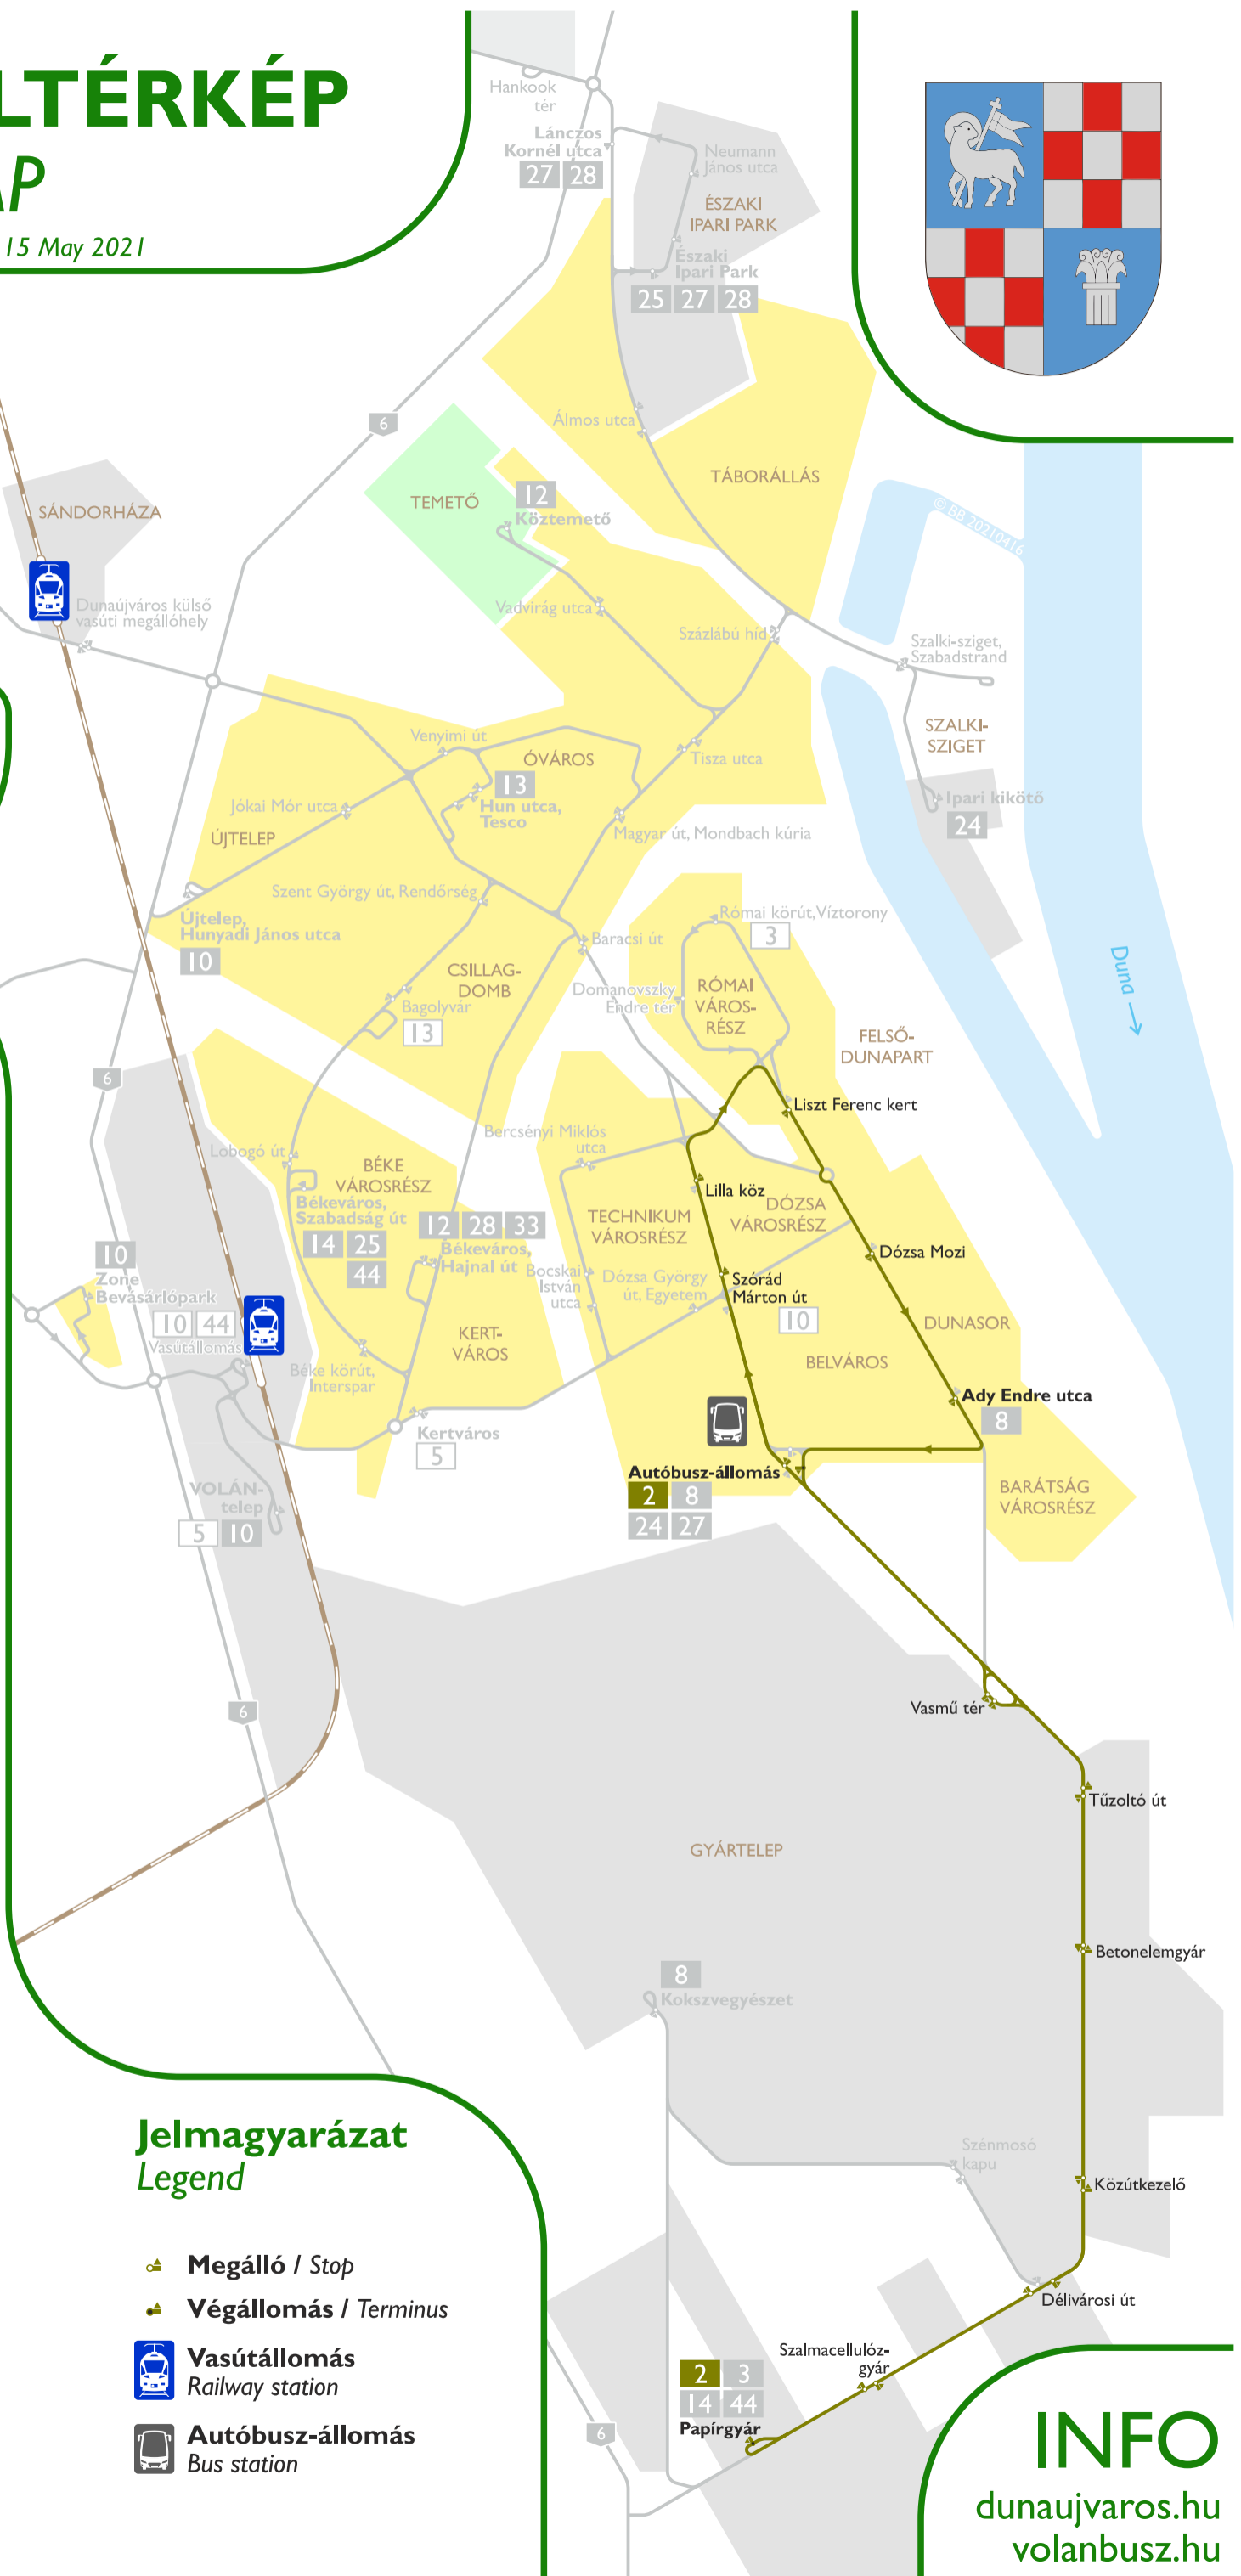 LTÉRKÉP
AP
15 May 2021
Hankook
tér
Lánczos
Kornél utca
27 28
Neumann
János utca
ÉSZAKI
IPARI PARK
Északi
Ipari Park
25 27 28
6
Álmos utca
TÁBORÁLLÁS
TEMETŐ
12
Köztemető
SÁNDORHÁZA
© BB 20210416
Dunaújváros külső
vasúti megállóhely
Vadvirág utca
Százlábú híd
Szalki-sziget,
Szabadstrand
SZALKI-
SZIGET
Venyimi út
ÓVÁROS
Tisza utca
13
Hun utca,
Tesco
Jókai Mór utca
ÚJTELEP
Magyar út, Mondbach kúria
Ipari kikötő
24
Szent György út, Rendőrség
Újtelep,
Hunyadi János utca
10
Római körút, Víztorony
3
Baracsi út
CSILLAG-
DOMB
Bagolyvár
13
Domanovszky
Endre tér
RÓMAI
VÁROS-
RÉSZ
FELSŐ-
DUNAPART
Duna →
6
Liszt Ferenc kert
Bercsényi Miklós
utca
Lobogó út
BÉKE
VÁROSRÉSZ
Békeváros,
Szabadság út
14 25
44
12 28 33
Békeváros,
Hajnal út
Lilla köz
TECHNIKUM
VÁROSRÉSZ
DÓZSA
VÁROSRÉSZ
Dózsa Mozi
10
Zone
Bevásárlópark
10 44
Vasútállomás
Bocskai
István
utca
Dózsa György
út, Egyetem
Szórád
Márton út
10
DUNASOR
KERT-
VÁROS
BELVÁROS
Béke körút,
Interspar
Ady Endre utca
8
Kertváros
5
Autóbusz-állomás
2 8
24 27
BARÁTSÁG
VÁROSRÉSZ
VOLÁN-
telep
5 10
6
Vasmű tér
Tűzoltó út
GYÁRTELEP
Betonelemgyár
8
Kokszvegyészet
Szénmosó
kapu
Közútkezelő
Délivárosi út
Szalmacellulóz-
gyár
2 3
14 44
Papírgyár
6
Jelmagyarázat
Legend
Megálló / Stop
Végállomás / Terminus
Vasútállomás
Railway station
Autóbusz-állomás
Bus station
INFO
dunaujvaros.hu
volanbusz.hu